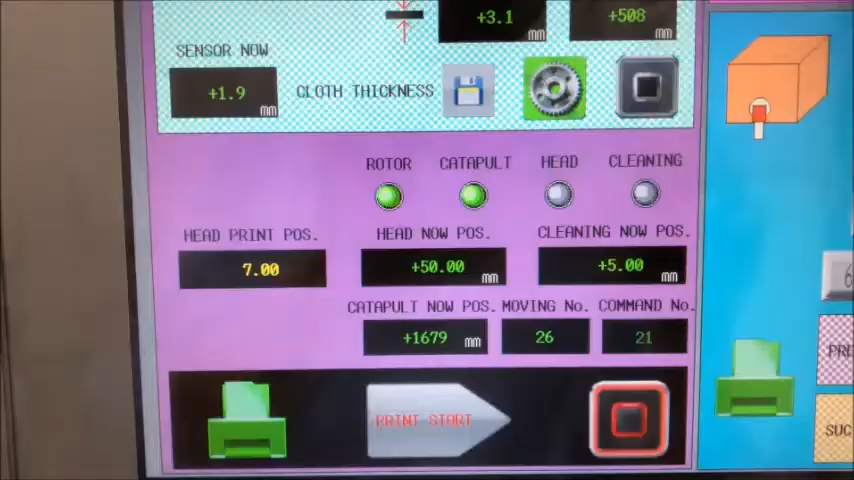 +3.1 mm
+508 mm
SENSOR NOW
+1.9 mm
CLOTH THICKNESS
ROTOR CATAPULT HEAD CLEANING
HEAD PRINT POS. HEAD NOW POS. CLEANING NOW POS.
7.00 +50.00 mm +5.00 mm
CATAPULT NOW POS. MOVING No. COMMAND No.
+1679 mm 26 21
PRINT START
6
PRE
SUC